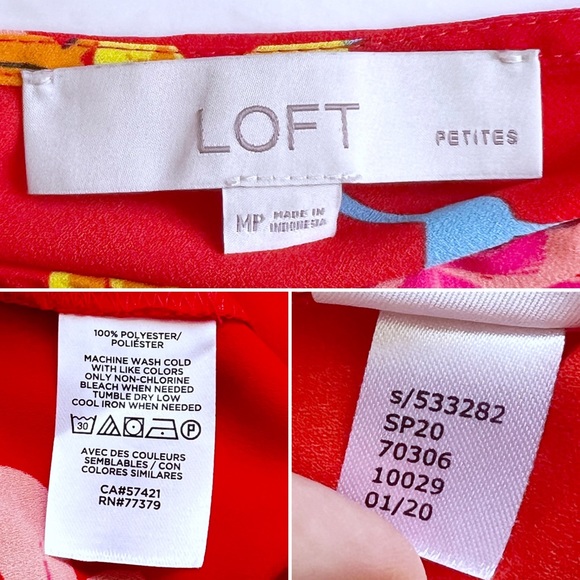 LOFT PETITES
MP MADE IN
INDONESIA
100% POLYESTER/
POLIÉSTER
MACHINE WASH COLD
WITH LIKE COLORS
ONLY NON-CHLORINE
BLEACH WHEN NEEDED
TUMBLE DRY LOW
COOL IRON WHEN NEEDED
30 P
AVEC DES COULEURS
SEMBLABLES / CON
COLORES SIMILARES
CA#57421
RN#77379
s/533282
SP20
70306
10029
01/20